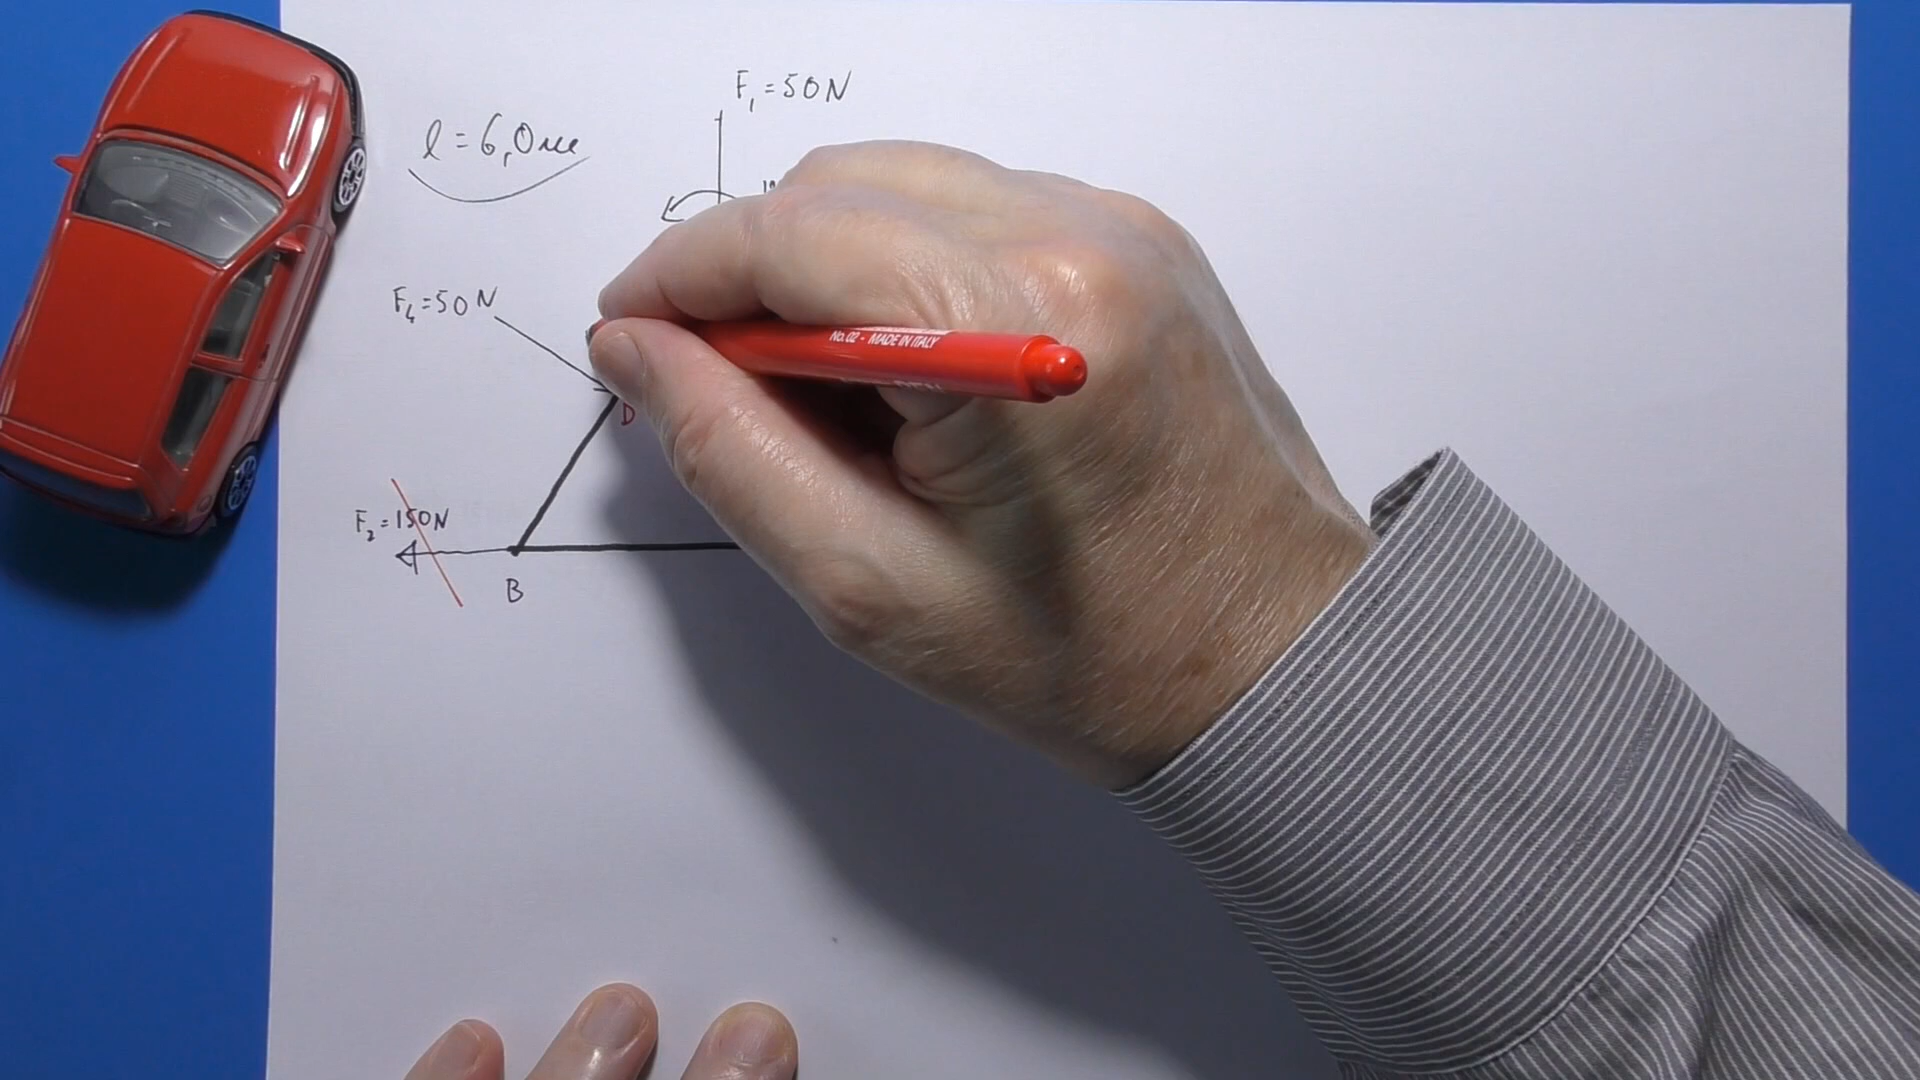 F₁ = 50 N
l = 6,0 m
F₄ = 50 N
No. 02 - MADE IN ITALY
D
F₂ = 150 N
B